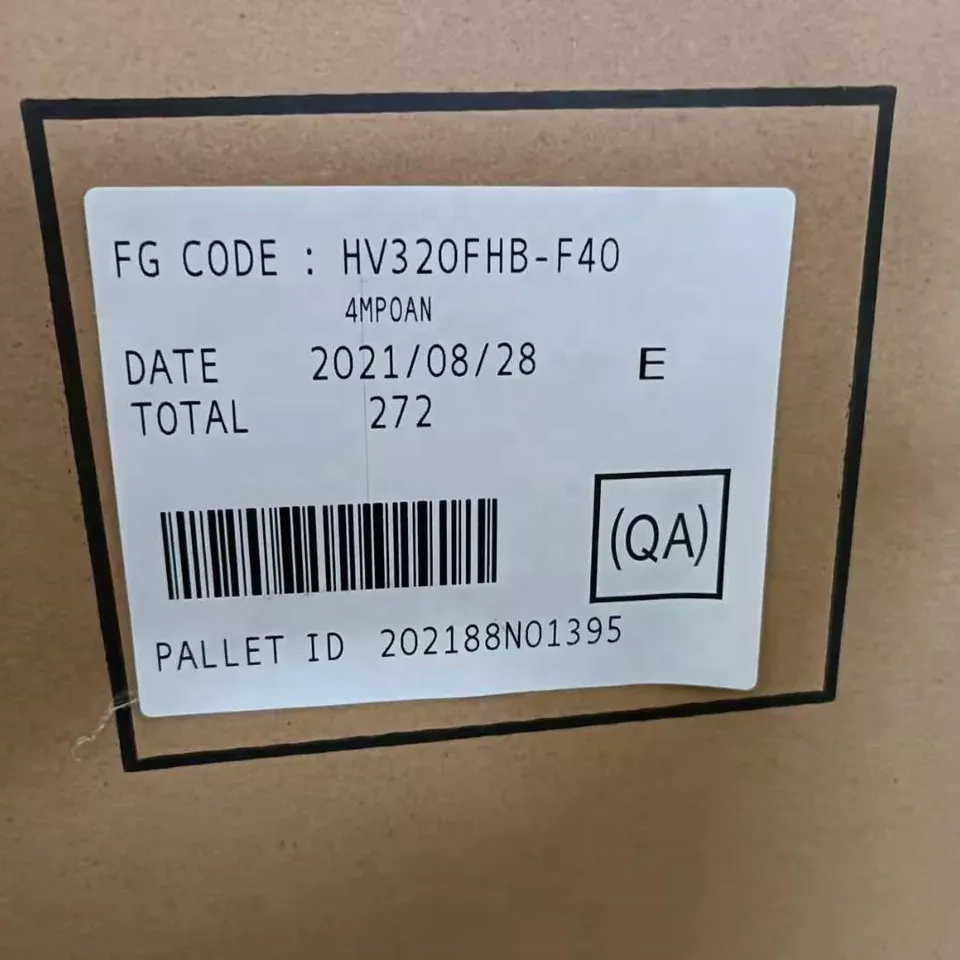 FG CODE : HV320FHB-F40
4MP0AN
DATE 2021/08/28 E
TOTAL 272
(QA)
PALLET ID 202188N01395